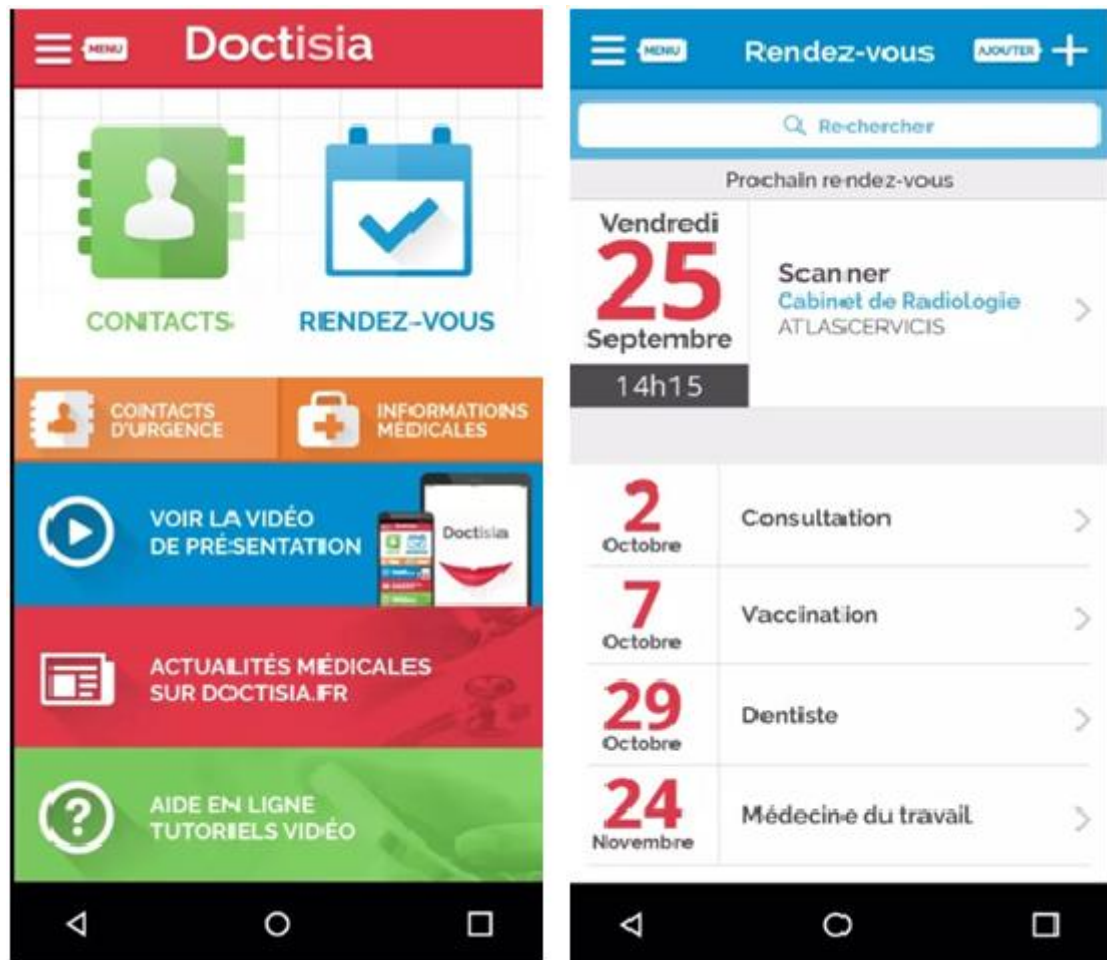 MENU
Doctisia
CONTACTS
RENDEZ-VOUS
CONTACTS
D'URGENCE
INFORMATIONS
MÉDICALES
VOIR LA VIDÉO
DE PRÉSENTATION
Doctisia
ACTUALITÉS MÉDICALES
SUR DOCTISIA.FR
AIDE EN LIGNE
TUTORIELS VIDÉO
MENU
Rendez-vous
AJOUTER
Rechercher
Prochain rendez-vous
Vendredi
25
Septembre
14h15
Scanner
Cabinet de Radiologie
ATLASCERVICIS
2
Octobre
Consultation
7
Octobre
Vaccination
29
Octobre
Dentiste
24
Novembre
Médecine du travail